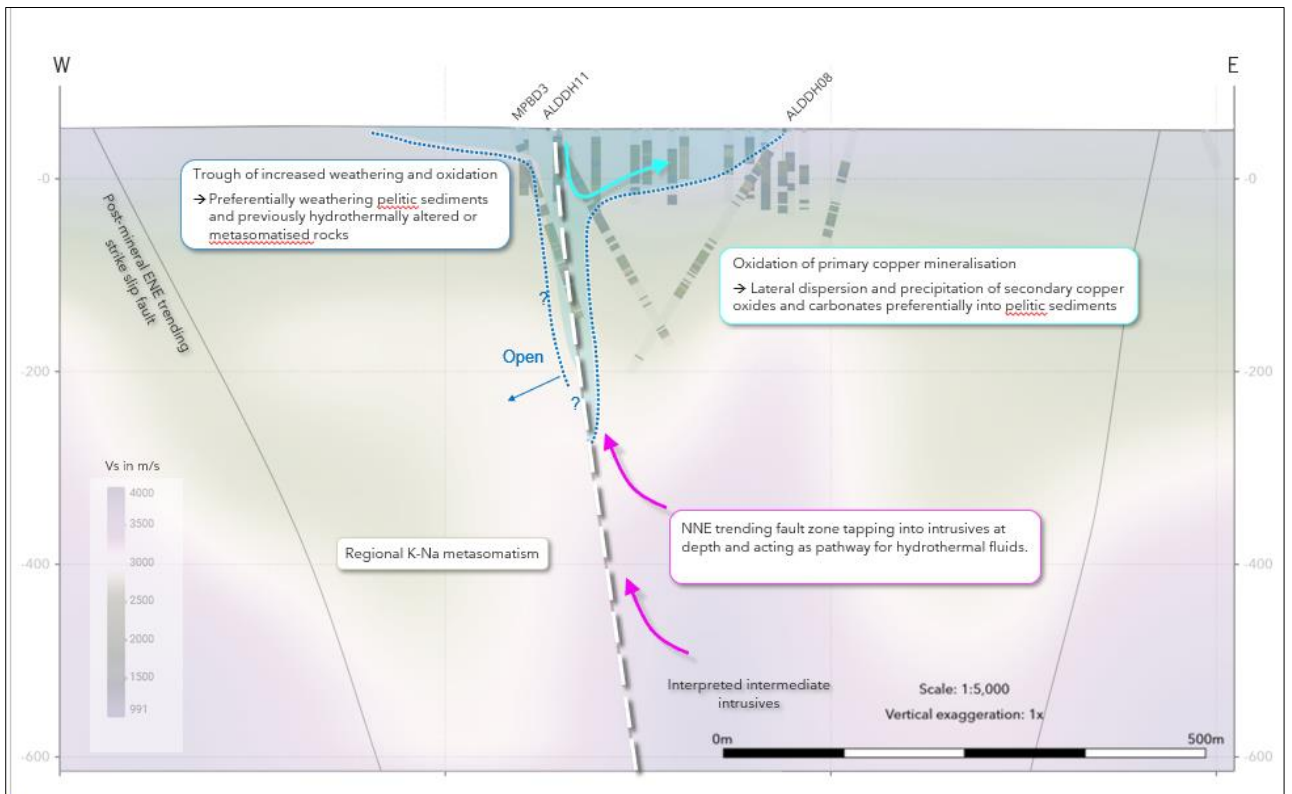 W
E
MPBD3
ALDDH11
ALDDH08
Trough of increased weathering and oxidation
→ Preferentially weathering pelitic sediments
and previously hydrothermally altered or
metasomatised rocks
-0
-0
Post-mineral ENE trending
strike slip fault
Oxidation of primary copper mineralisation
→ Lateral dispersion and precipitation of secondary copper
oxides and carbonates preferentially into pelitic sediments
?
Open
-200
-200
?
Vs in m/s
4000
3500
3000
2500
2000
1500
991
NNE trending fault zone tapping into intrusives at
depth and acting as pathway for hydrothermal fluids.
Regional K-Na metasomatism
-400
-400
Interpreted intermediate
intrusives
Scale: 1:5,000
Vertical exaggeration: 1x
0m
500m
-600
-600